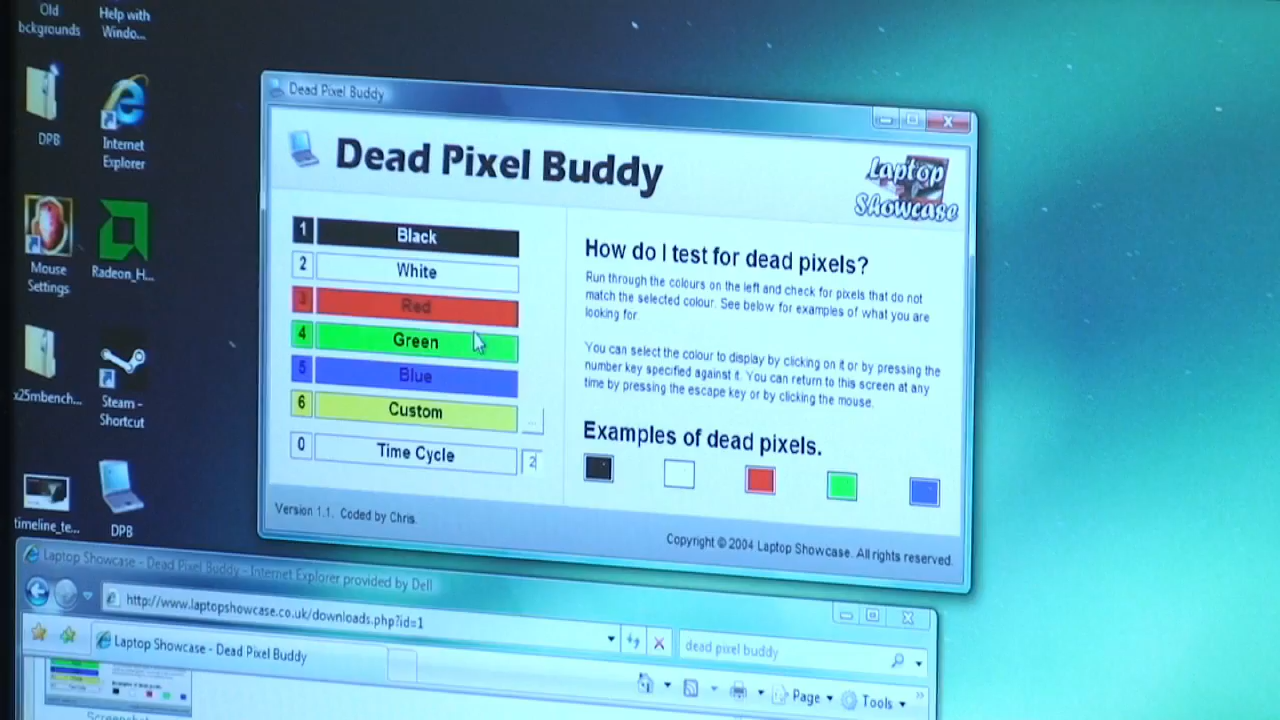 Old
bckgrounds
Help with
Windo...
DPB
Internet
Explorer
Mouse
Settings
Radeon_H...
x25mbench...
Steam -
Shortcut
timeline_te...
DPB
Dead Pixel Buddy
Dead Pixel Buddy
Laptop
Showcase
1 Black
2 White
3 Red
4 Green
5 Blue
6 Custom ...
0 Time Cycle 2
How do I test for dead pixels?
Run through the colours on the left and check for pixels that do not
match the selected colour. See below for examples of what you are
looking for.
You can select the colour to display by clicking on it or by pressing the
number key specified against it. You can return to this screen at any
time by pressing the escape key or by clicking the mouse.
Examples of dead pixels.
Version 1.1. Coded by Chris.
Copyright © 2004 Laptop Showcase. All rights reserved.
Laptop Showcase - Dead Pixel Buddy - Internet Explorer provided by Dell
http://www.laptopshowcase.co.uk/downloads.php?id=1
dead pixel buddy
Laptop Showcase - Dead Pixel Buddy
Page
Tools